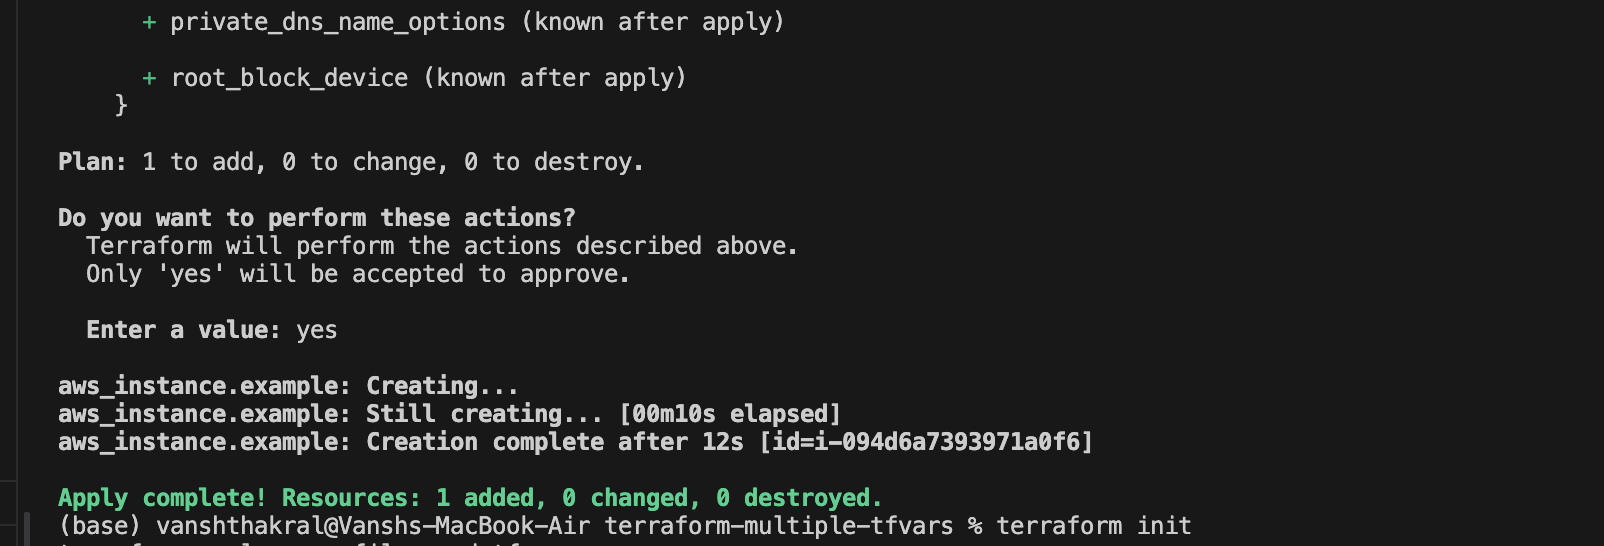 + private_dns_name_options (known after apply)
+ root_block_device (known after apply)
}
Plan: 1 to add, 0 to change, 0 to destroy.
Do you want to perform these actions?
Terraform will perform the actions described above.
Only 'yes' will be accepted to approve.
Enter a value: yes
aws_instance.example: Creating...
aws_instance.example: Still creating... [00m10s elapsed]
aws_instance.example: Creation complete after 12s [id=i-094d6a7393971a0f6]
Apply complete! Resources: 1 added, 0 changed, 0 destroyed.
(base) vanshthakral@Vanshs-MacBook-Air terraform-multiple-tfvars % terraform init